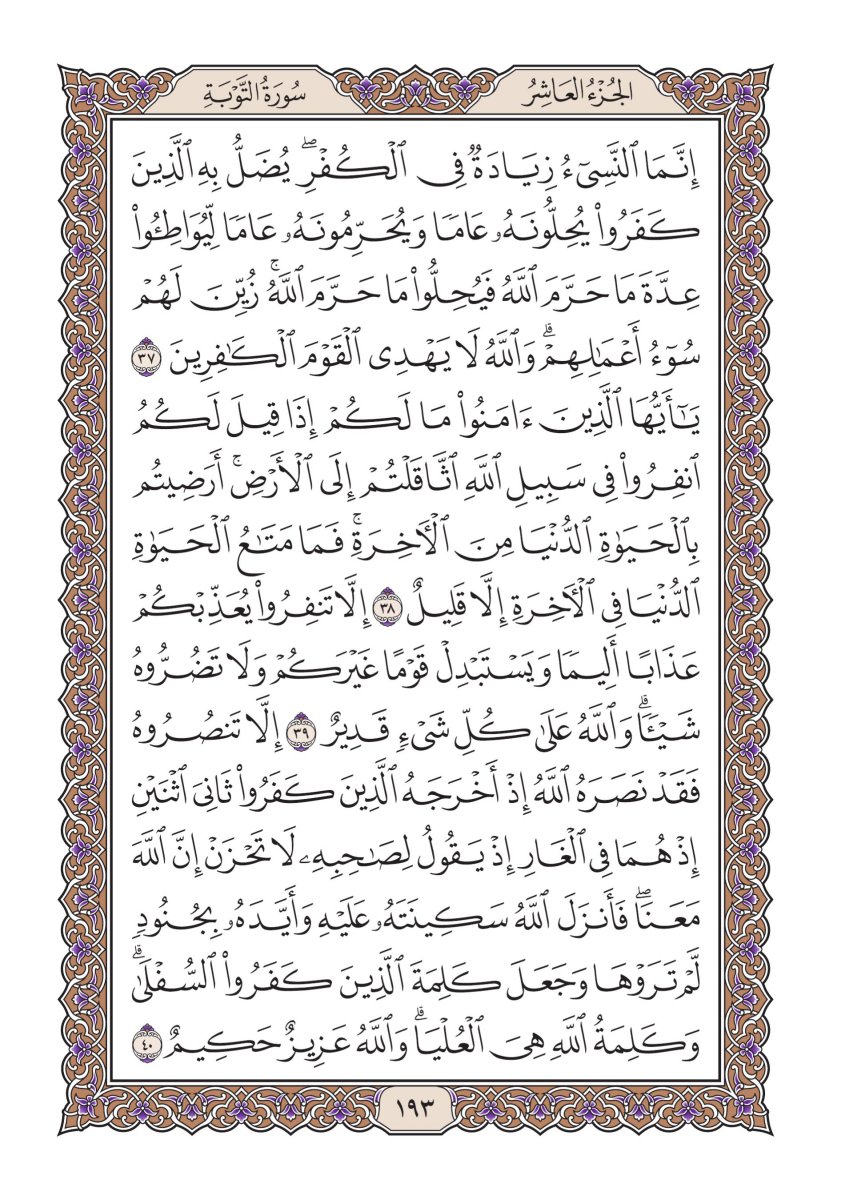 الجُزْءُ العَاشِرُ
سُورَةُ التَّوْبَةِ
إِنَّمَا ٱلنَّسِىٓءُ زِيَادَةٌ فِى ٱلْكُفْرِ ۖ يُضَلُّ بِهِ ٱلَّذِينَ
كَفَرُوا۟ يُحِلُّونَهُۥ عَامًا وَيُحَرِّمُونَهُۥ عَامًا لِّيُوَاطِـُٔوا۟
عِدَّةَ مَا حَرَّمَ ٱللَّهُ فَيُحِلُّوا۟ مَا حَرَّمَ ٱللَّهُ ۚ زُيِّنَ لَهُمْ
سُوٓءُ أَعْمَـٰلِهِمْ ۗ وَٱللَّهُ لَا يَهْدِى ٱلْقَوْمَ ٱلْكَـٰفِرِينَ ٣٧
يَـٰٓأَيُّهَا ٱلَّذِينَ ءَامَنُوا۟ مَا لَكُمْ إِذَا قِيلَ لَكُمُ
ٱنفِرُوا۟ فِى سَبِيلِ ٱللَّهِ ٱثَّاقَلْتُمْ إِلَى ٱلْأَرْضِ ۚ أَرَضِيتُم
بِٱلْحَيَوٰةِ ٱلدُّنْيَا مِنَ ٱلْـَٔاخِرَةِ ۚ فَمَا مَتَـٰعُ ٱلْحَيَوٰةِ
ٱلدُّنْيَا فِى ٱلْـَٔاخِرَةِ إِلَّا قَلِيلٌ ٣٨ إِلَّا تَنفِرُوا۟ يُعَذِّبْكُمْ
عَذَابًا أَلِيمًا وَيَسْتَبْدِلْ قَوْمًا غَيْرَكُمْ وَلَا تَضُرُّوهُ
شَيْـًٔا ۗ وَٱللَّهُ عَلَىٰ كُلِّ شَىْءٍ قَدِيرٌ ٣٩ إِلَّا تَنصُرُوهُ
فَقَدْ نَصَرَهُ ٱللَّهُ إِذْ أَخْرَجَهُ ٱلَّذِينَ كَفَرُوا۟ ثَانِىَ ٱثْنَيْنِ
إِذْ هُمَا فِى ٱلْغَارِ إِذْ يَقُولُ لِصَـٰحِبِهِۦ لَا تَحْزَنْ إِنَّ ٱللَّهَ
مَعَنَا ۖ فَأَنزَلَ ٱللَّهُ سَكِينَتَهُۥ عَلَيْهِ وَأَيَّدَهُۥ بِجُنُودٍ
لَّمْ تَرَوْهَا وَجَعَلَ كَلِمَةَ ٱلَّذِينَ كَفَرُوا۟ ٱلسُّفْلَىٰ ۗ
وَكَلِمَةُ ٱللَّهِ هِىَ ٱلْعُلْيَا ۗ وَٱللَّهُ عَزِيزٌ حَكِيمٌ ٤٠
١٩٣